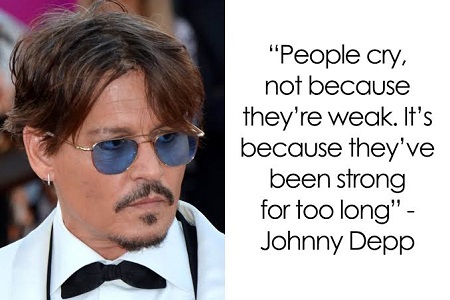 “People cry,
not because
they’re weak. It’s
because they’ve
been strong
for too long” -
Johnny Depp